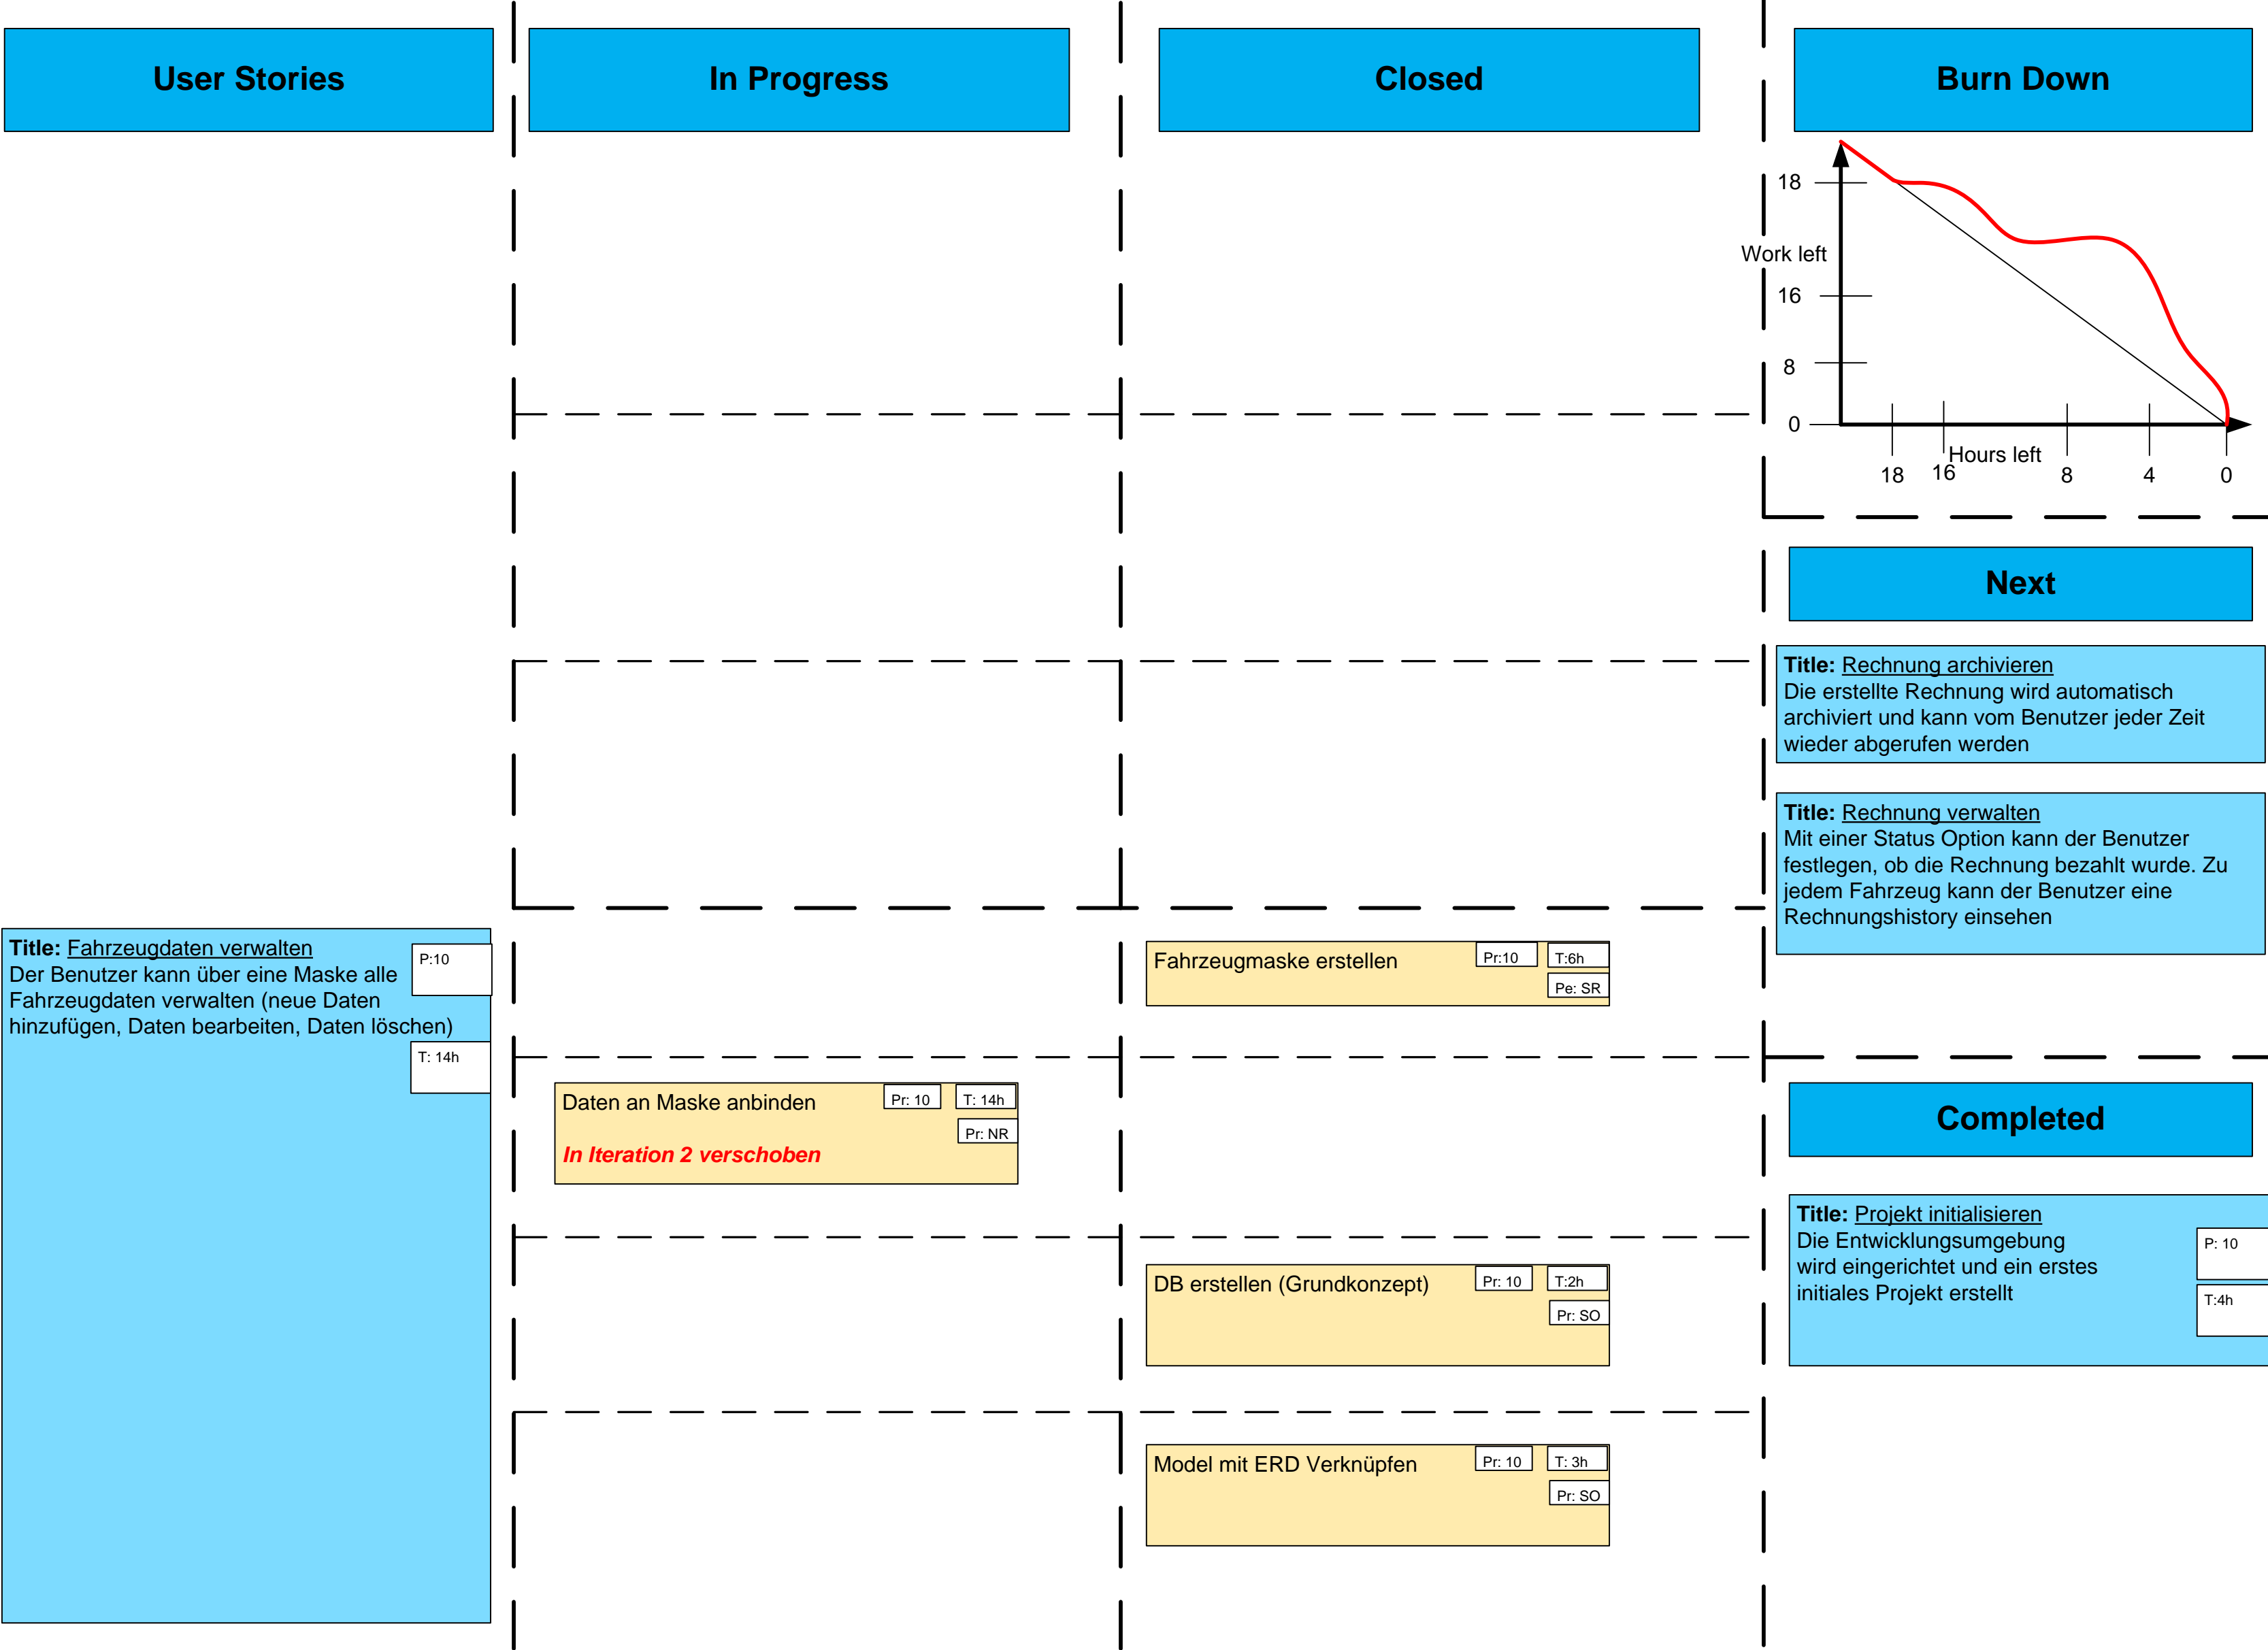 User Stories
In Progress
Closed
Burn Down
18
Work left
16
8
0
Hours left
18
16
8
4
0
Next
Title: Rechnung archivieren
Die erstellte Rechnung wird automatisch
archiviert und kann vom Benutzer jeder Zeit
wieder abgerufen werden
Title: Rechnung verwalten
Mit einer Status Option kann der Benutzer
festlegen, ob die Rechnung bezahlt wurde. Zu
jedem Fahrzeug kann der Benutzer eine
Rechnungshistory einsehen
Title: Fahrzeugdaten verwalten
Der Benutzer kann über eine Maske alle
Fahrzeugdaten verwalten (neue Daten
hinzufügen, Daten bearbeiten, Daten löschen)
P:10
T: 14h
Fahrzeugmaske erstellen
Pr:10
T:6h
Pe: SR
Daten an Maske anbinden
Pr: 10
T: 14h
Pr: NR
In Iteration 2 verschoben
Completed
Title: Projekt initialisieren
Die Entwicklungsumgebung
wird eingerichtet und ein erstes
initiales Projekt erstellt
P: 10
T:4h
DB erstellen (Grundkonzept)
Pr: 10
T:2h
Pr: SO
Model mit ERD Verknüpfen
Pr: 10
T: 3h
Pr: SO